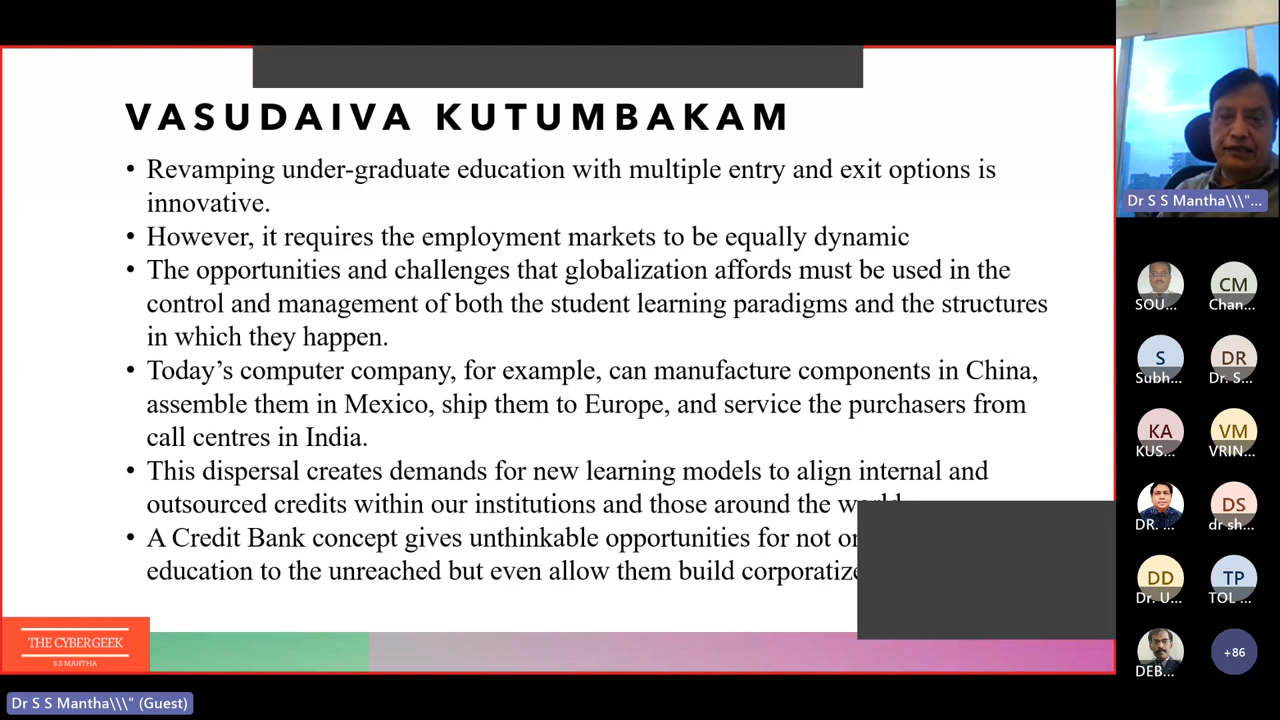 VASUDAIVA KUTUMBAKAM
• Revamping under-graduate education with multiple entry and exit options is
innovative.
• However, it requires the employment markets to be equally dynamic
• The opportunities and challenges that globalization affords must be used in the
control and management of both the student learning paradigms and the structures
in which they happen.
• Today’s computer company, for example, can manufacture components in China,
assemble them in Mexico, ship them to Europe, and service the purchasers from
call centres in India.
• This dispersal creates demands for new learning models to align internal and
outsourced credits within our institutions and those around the
• A Credit Bank concept gives unthinkable opportunities for not
education to the unreached but even allow them build
THE CYBERGEEK
S S MANTHA
Dr S S Mantha\\\" (Guest)
Dr S S Mantha\\\"...
SOU...
CM
Chan...
S
Subh...
DR
Dr. S...
KA
KUS...
VM
VRIN...
DR. ...
DS
dr sh...
DD
Dr. U...
TP
TOL ...
DEB...
+86